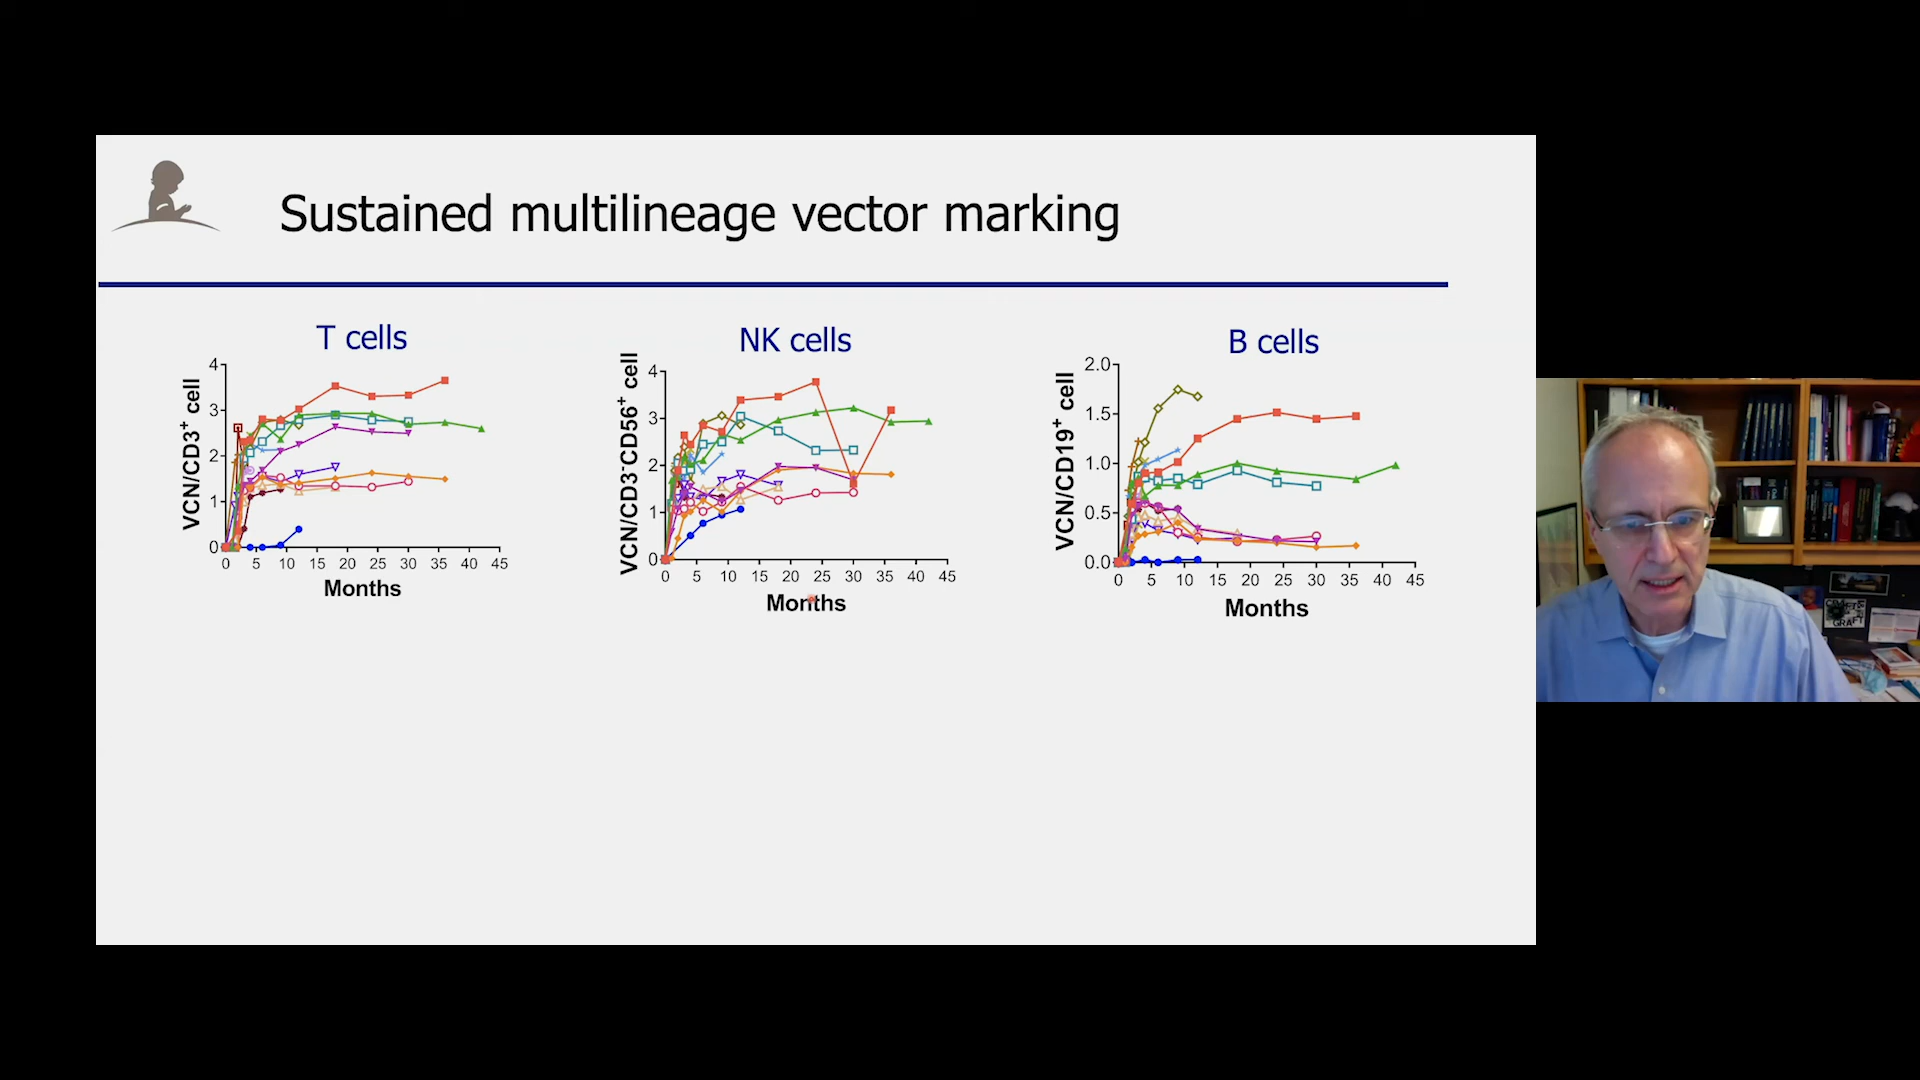 Sustained multilineage vector marking
T cells
VCN/CD3+ cell
4
3
2
1
0
0 5 10 15 20 25 30 35 40 45
Months
NK cells
VCN/CD3-CD56+ cell
4
3
2
1
0
0 5 10 15 20 25 30 35 40 45
Months
B cells
VCN/CD19+ cell
2.0
1.5
1.0
0.5
0.0
0 5 10 15 20 25 30 35 40 45
Months